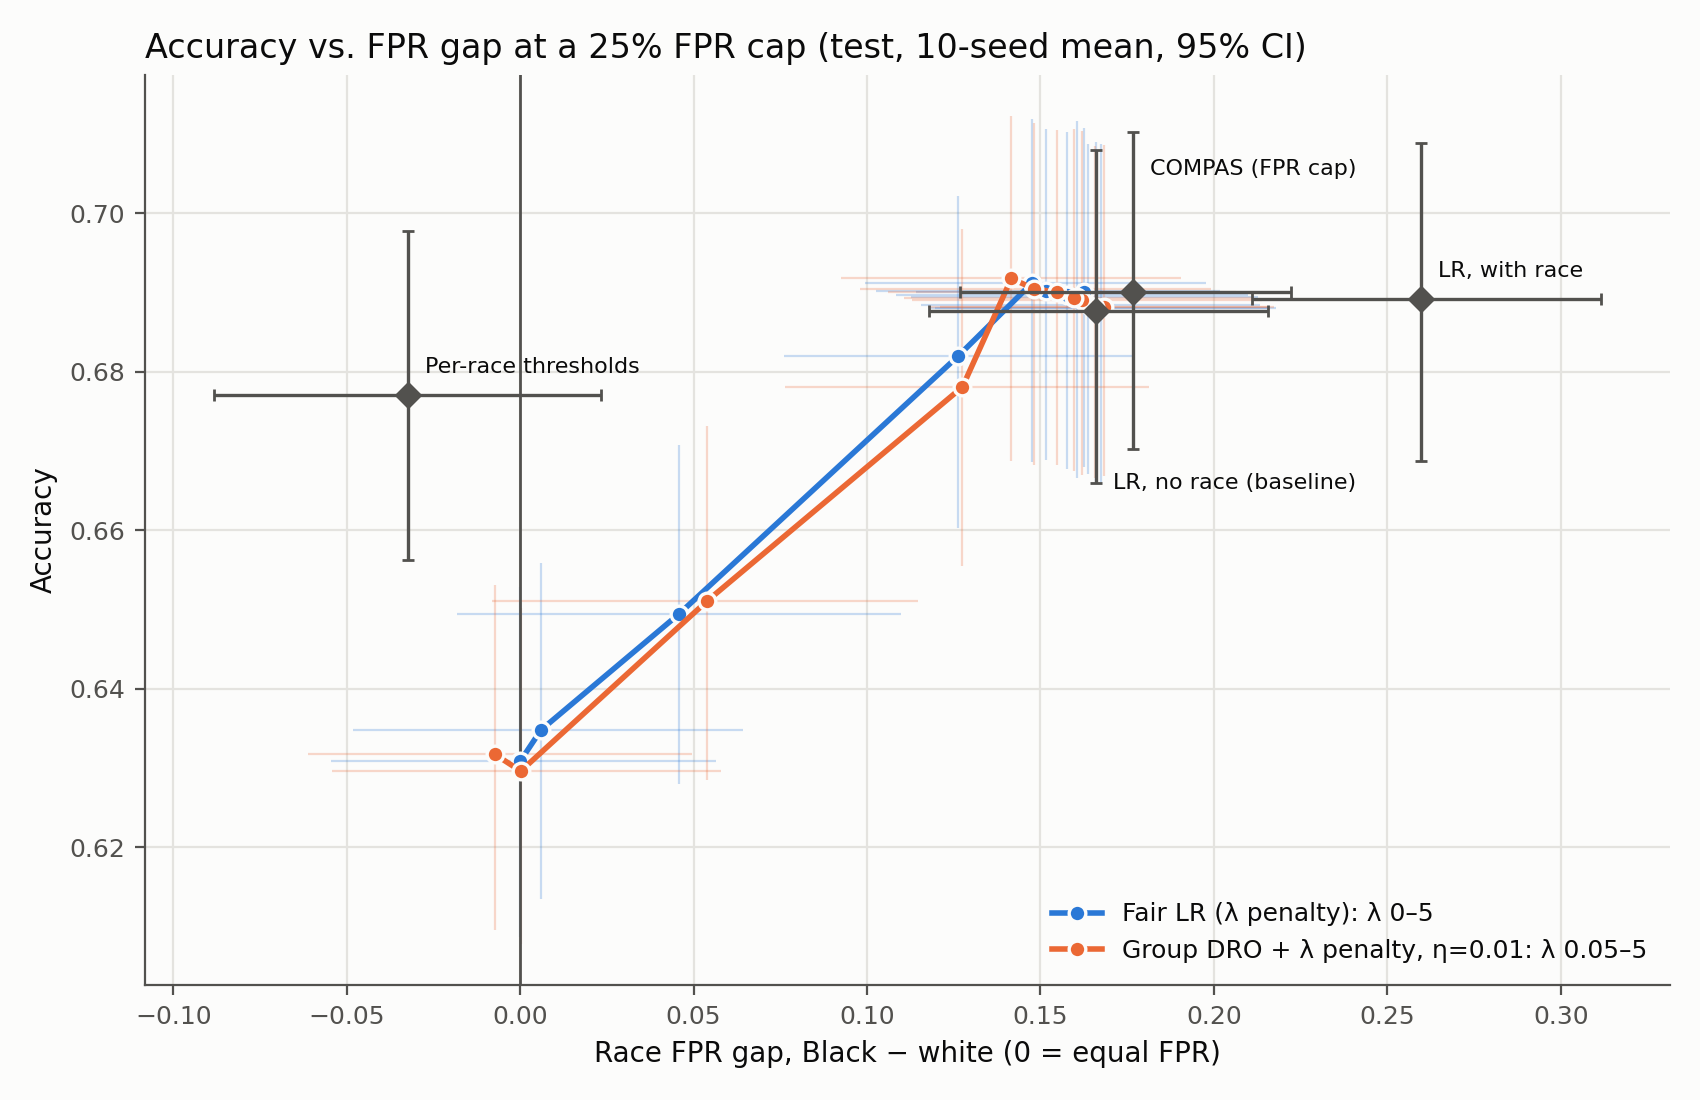 Accuracy vs. FPR gap at a 25% FPR cap (test, 10-seed mean, 95% CI)
COMPAS (FPR cap)
0.70
LR, with race
Per-race thresholds
0.68
LR, no race (baseline)
0.66
Accuracy
0.64
0.62
Fair LR (λ penalty): λ 0–5
Group DRO + λ penalty, η=0.01: λ 0.05–5
−0.10 −0.05 0.00 0.05 0.10 0.15 0.20 0.25 0.30
Race FPR gap, Black − white (0 = equal FPR)